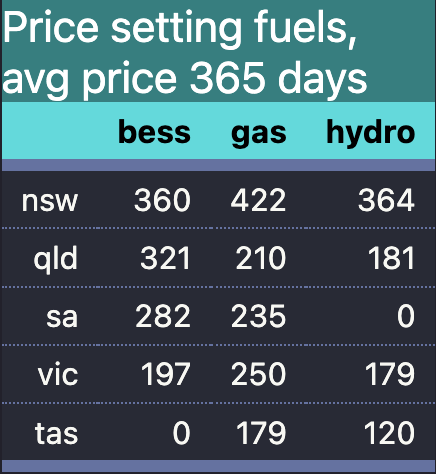 Price setting fuels,
avg price 365 days
bess gas hydro
nsw 360 422 364
qld 321 210 181
sa 282 235 0
vic 197 250 179
tas 0 179 120